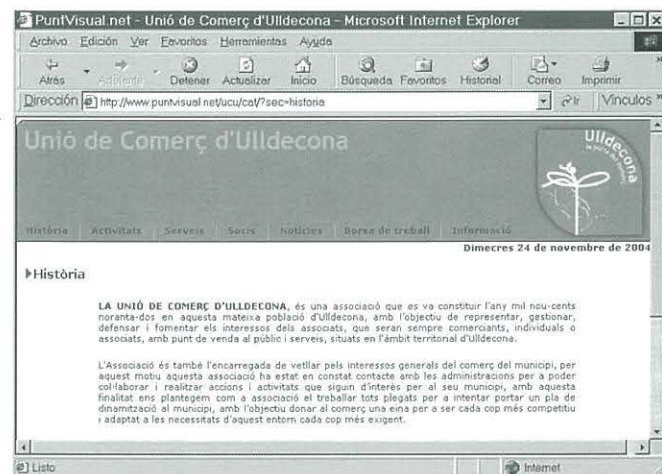 PuntVisual.net - Unió de Comerç d'Ulldecona - Microsoft Internet Explorer
Archivo Edición Ver Favoritos Herramientas Ayuda
Atrás Adelante Detener Actualizar Inicio Búsqueda Favoritos Historial Correo Imprimir
Dirección http://www.puntvisual.net/ucu/cat/?sec=historia Ir Vínculos
Unió de Comerç d'Ulldecona
Ulldecona
Història Activitats Serveis Socis Notícies Borsa de treball Informació
Dimecres 24 de novembre de 2004
Història
LA UNIÓ DE COMERÇ D'ULLDECONA, és una associació que es va constituir l'any mil nou-cents
noranta-dos en aquesta mateixa població d'Ulldecona, amb l'objectiu de representar, gestionar,
defensar i fomentar els interessos dels associats, que seran sempre comerciants, individuals o
associats, amb punt de venda al públic i serveis, situats en l'àmbit territorial d'Ulldecona.
L'Associació és també l'encarregada de vetllar pels interessos generals del comerç del municipi, per
aquest motiu aquesta associació ha estat en constat contacte amb les administracions per a poder
col·laborar i realitzar accions i activitats que siguin d'interès per al seu municipi, amb aquesta
finalitat ens plantegem com a associació el treballar tots plegats per a intentar portar un pla de
dinamització al municipi, amb l'objectiu donar al comerç una eina per a ser cada cop més competitiu
i adaptat a les necessitats d'aquest entorn cada cop més exigent.
Listo Internet